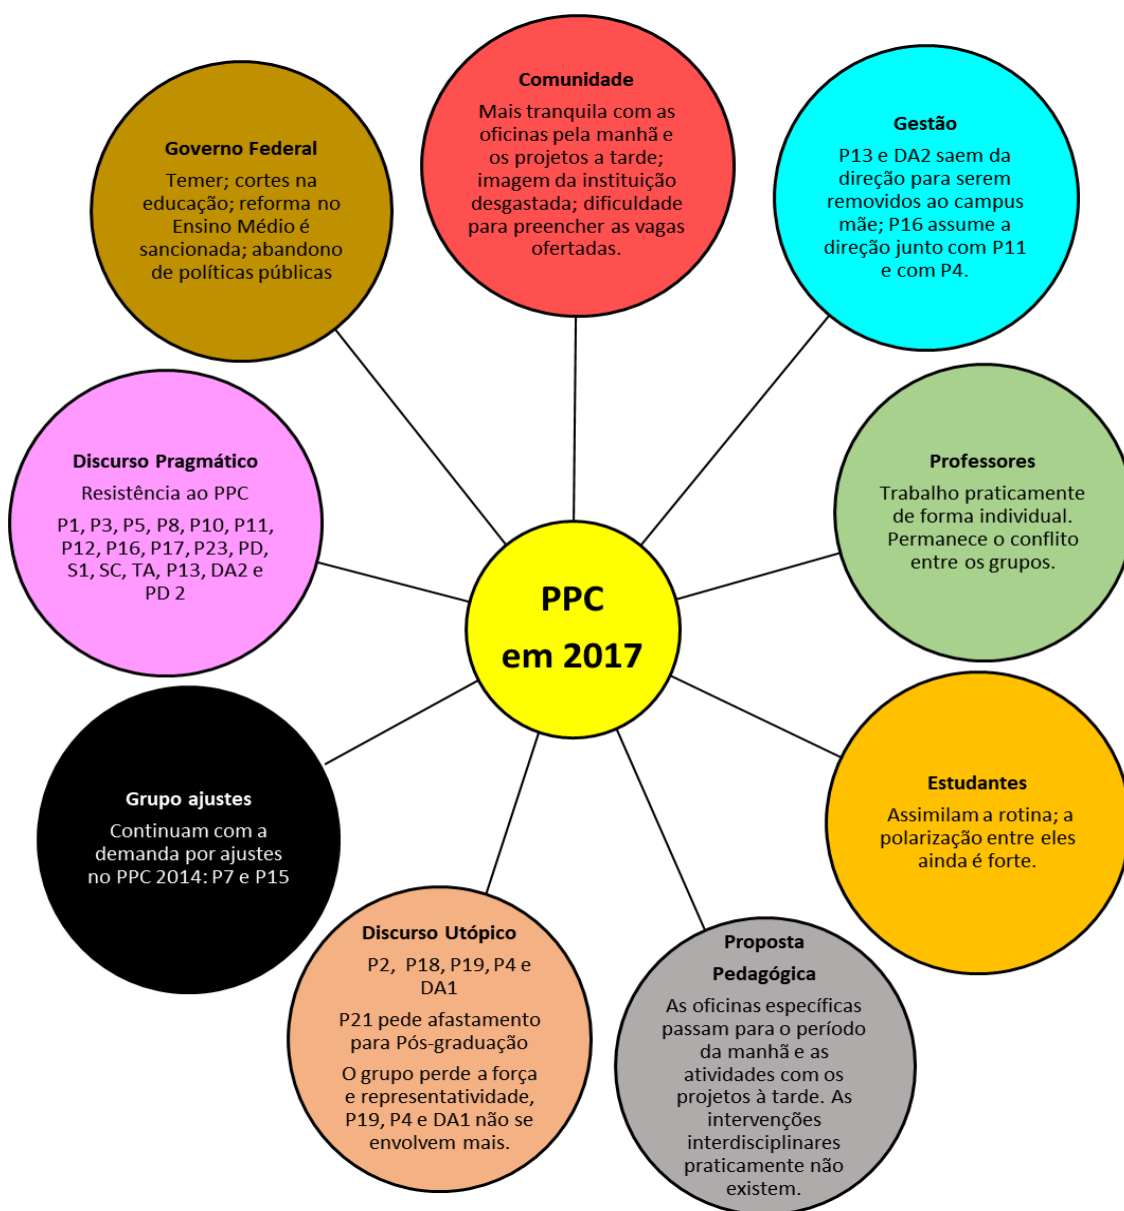 Comunidade
Mais tranquila com as
oficinas pela manhã e
os projetos a tarde;
imagem da instituição
desgastada; dificuldade
para preencher as vagas
ofertadas.
Gestão
P13 e DA2 saem da
direção para serem
removidos ao campus
mãe; P16 assume a
direção junto com P11
e com P4.
Professores
Trabalho praticamente
de forma individual.
Permanece o conflito
entre os grupos.
Estudantes
Assimilam a rotina; a
polarização entre eles
ainda é forte.
Proposta
Pedagógica
As oficinas específicas
passam para o período
da manhã e as
atividades com os
projetos à tarde. As
intervenções
interdisciplinares
praticamente não
existem.
Discurso Utópico
P2, P18, P19, P4 e
DA1
P21 pede afastamento
para Pós-graduação
O grupo perde a força
e representatividade,
P19, P4 e DA1 não se
envolvem mais.
Grupo ajustes
Continuam com a
demanda por ajustes
no PPC 2014: P7 e P15
Discurso Pragmático
Resistência ao PPC
P1, P3, P5, P8, P10, P11,
P12, P16, P17, P23, PD,
S1, SC, TA, P13, DA2 e
PD 2
Governo Federal
Temer; cortes na
educação; reforma no
Ensino Médio é
sancionada; abandono
de políticas públicas
PPC
em 2017